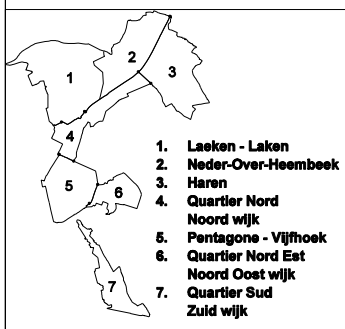 1
2
3
4
5
6
7
1. Laeken - Laken
2. Neder-Over-Heembeek
3. Haren
4. Quartier Nord
Noord wijk
5. Pentagone - Vijfhoek
6. Quartier Nord Est
Noord Oost wijk
7. Quartier Sud
Zuid wijk